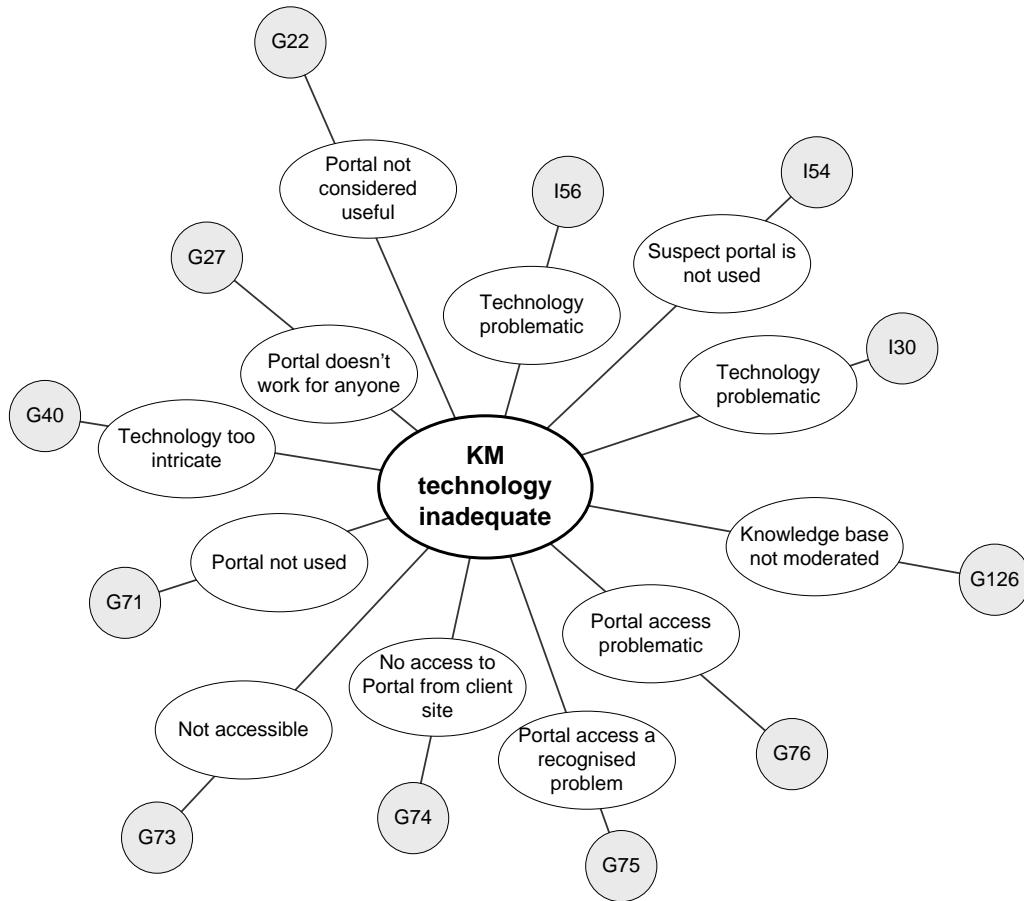 G22
Portal not
considered
useful
I56
I54
Suspect portal is
not used
G27
Technology
problematic
I30
Portal doesn’t
work for anyone
Technology
problematic
G40
Technology too
intricate
KM
technology
inadequate
Knowledge base
not moderated
G126
Portal not used
G71
Portal access
problematic
No access to
Portal from client
site
Not accessible
Portal access a
recognised
problem
G76
G73
G74
G75